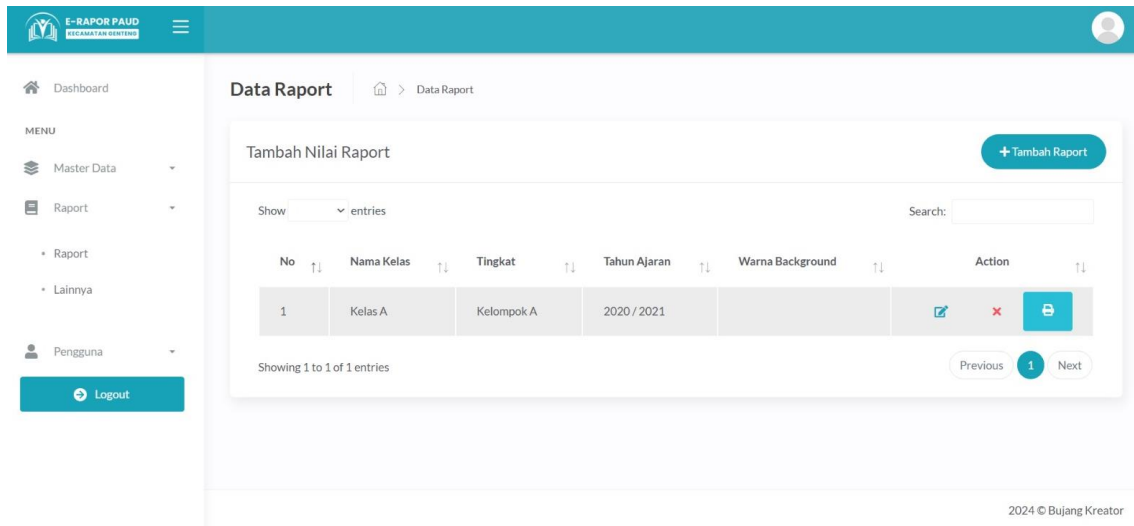 E-RAPOR PAUD
KECAMATAN GENTENG
Dashboard
MENU
Master Data
Raport
Raport
Lainnya
Pengguna
Logout
Data Raport > Data Raport
Tambah Nilai Raport
+ Tambah Raport
Show entries
Search:
No Nama Kelas Tingkat Tahun Ajaran Warna Background Action
1 Kelas A Kelompok A 2020 / 2021
Showing 1 to 1 of 1 entries
Previous 1 Next
2024 © Bujang Kreator